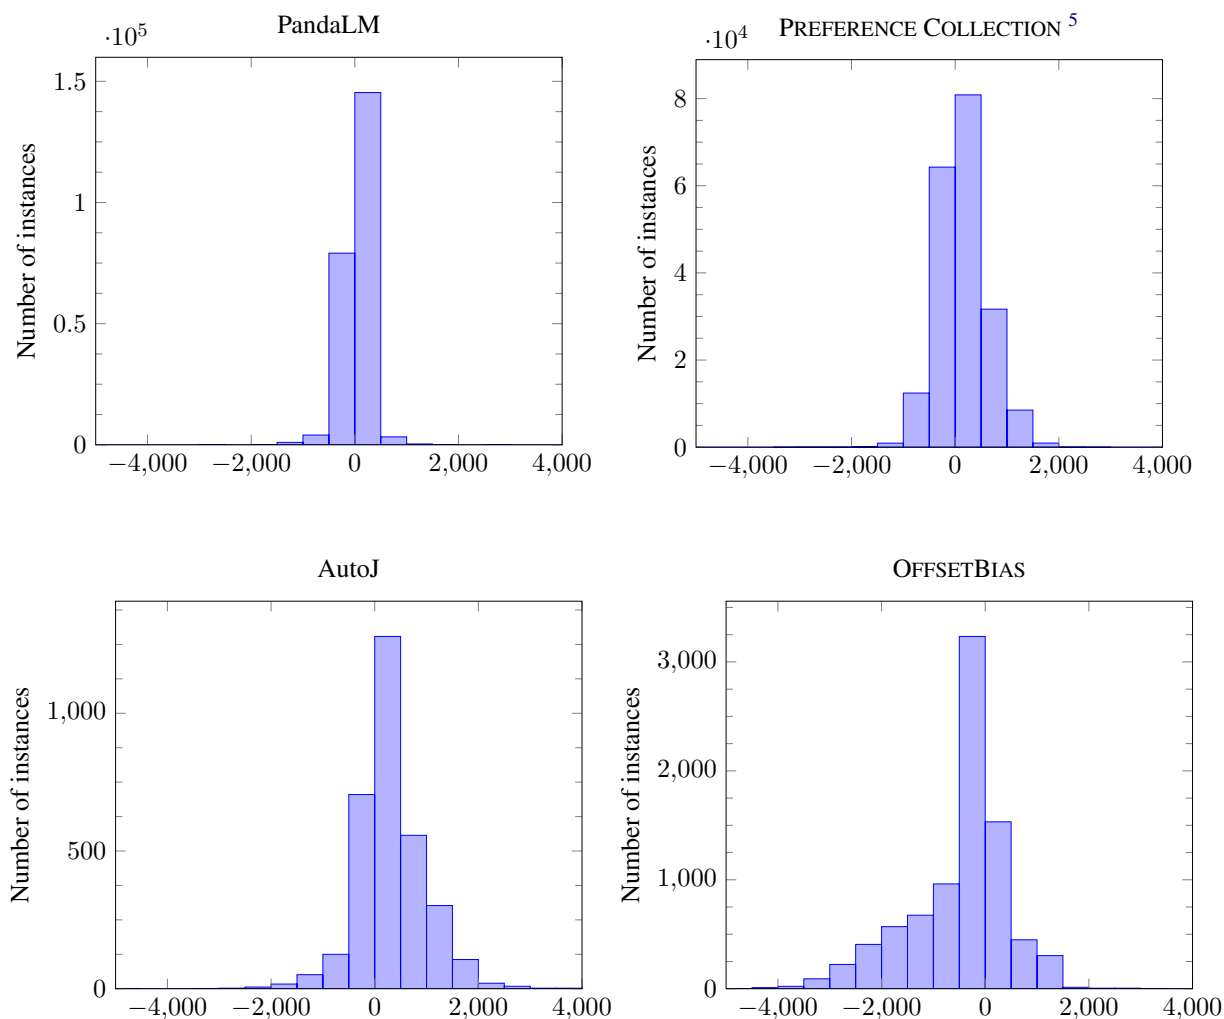 PandaLM
·10^5
1.5
1
0.5
0
Number of instances
−4,000 −2,000 0 2,000 4,000
PREFERENCE COLLECTION 5
·10^4
8
6
4
2
0
Number of instances
−4,000 −2,000 0 2,000 4,000
AutoJ
1,000
500
0
Number of instances
−4,000 −2,000 0 2,000 4,000
OFFSETBIAS
3,000
2,000
1,000
0
Number of instances
−4,000 −2,000 0 2,000 4,000